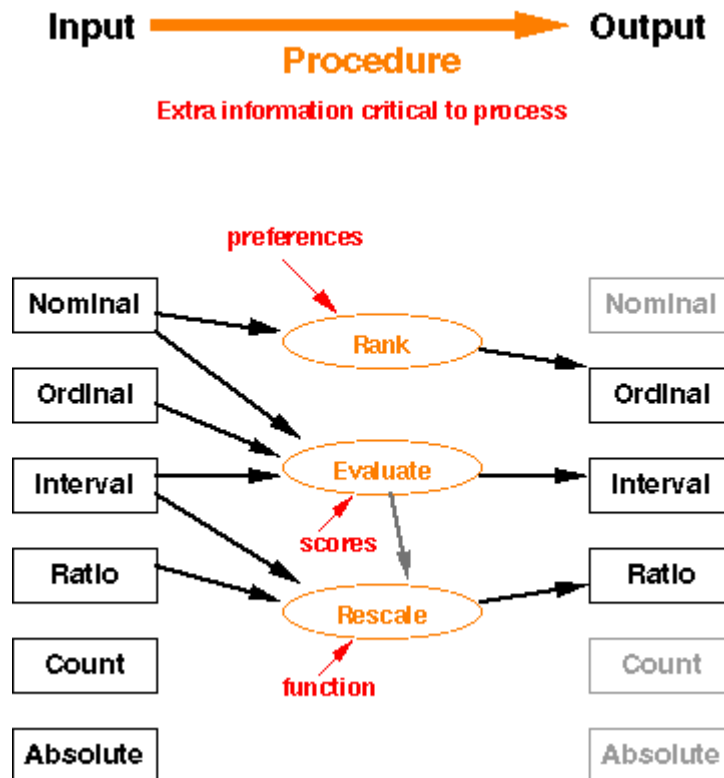 Input
Output
Procedure
Extra information critical to process
preferences
Nominal
Nominal
Rank
Ordinal
Ordinal
Interval
Evaluate
Interval
scores
Ratio
Ratio
Rescale
Count
Count
function
Absolute
Absolute